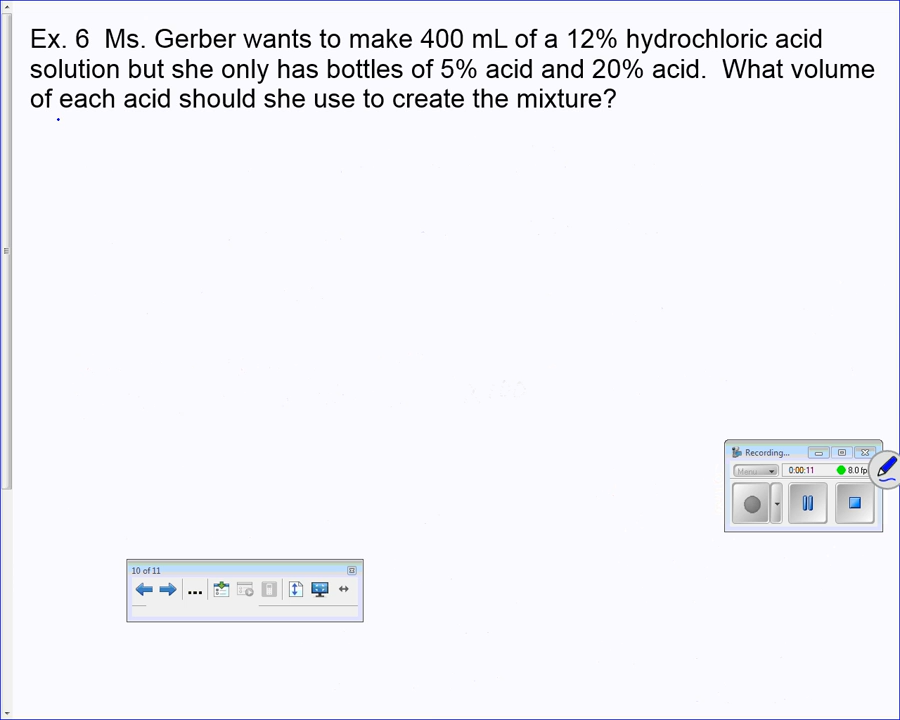 Ex. 6 Ms. Gerber wants to make 400 mL of a 12% hydrochloric acid
solution but she only has bottles of 5% acid and 20% acid. What volume
of each acid should she use to create the mixture?
Recording...
Menu 0:00:11 8.0 fp
10 of 11